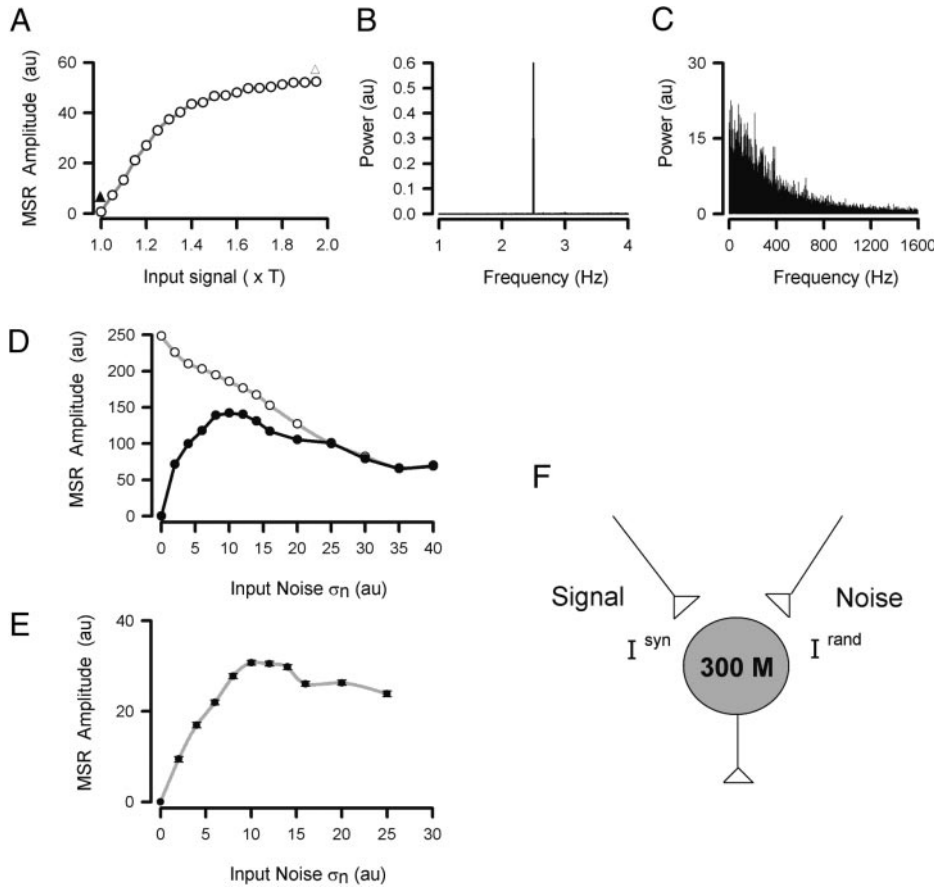 A
MSR Amplitude (au)
60
40
20
0
1.0 1.2 1.4 1.6 1.8 2.0
Input signal ( x T)
B
Power (au)
0.6
0.5
0.4
0.3
0.2
0.1
0.0
1 2 3 4
Frequency (Hz)
C
Power (au)
30
15
0
0 400 800 1200 1600
Frequency (Hz)
D
MSR Amplitude (au)
250
200
150
100
50
0
0 5 10 15 20 25 30 35 40
Input Noise σn (au)
E
MSR Amplitude (au)
40
20
0
0 5 10 15 20 25 30
Input Noise σn (au)
F
Signal Noise
I syn I rand
300 M